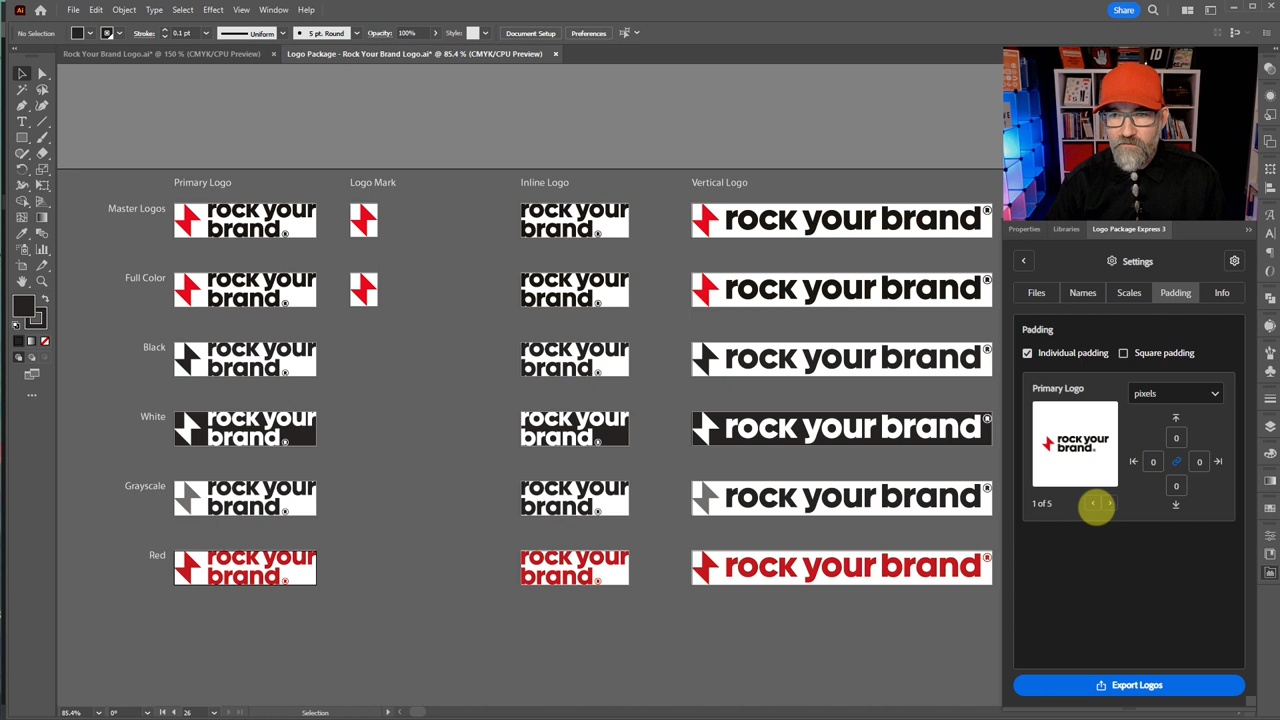 Ai File Edit Object Type Select Effect View Window Help Share
No Selection Stroke: 0.1 pt Uniform 5 pt. Round Opacity: 100% Style: Document Setup Preferences
Rock Your Brand Logo.ai* @ 150 % (CMYK/CPU Preview) × Logo Package - Rock Your Brand Logo.ai* @ 85.4 % (CMYK/CPU Preview) ×
Primary Logo Logo Mark Inline Logo Vertical Logo
Master Logos
rock your
brand®
rock your
brand®
rock your brand®
Full Color
rock your
brand®
rock your
brand®
rock your brand®
Black
rock your
brand®
rock your
brand®
rock your brand®
White
rock your
brand®
rock your
brand®
rock your brand®
Grayscale
rock your
brand®
rock your
brand®
rock your brand®
Red
rock your
brand®
rock your
brand®
rock your brand®
ID
Properties Libraries Logo Package Express 3
Settings
Files Names Scales Padding Info
Padding
Individual padding Square padding
Primary Logo pixels
rock your
brand®
0
0 0
0
1 of 5
Export Logos
85.4% 0° 26 Selection